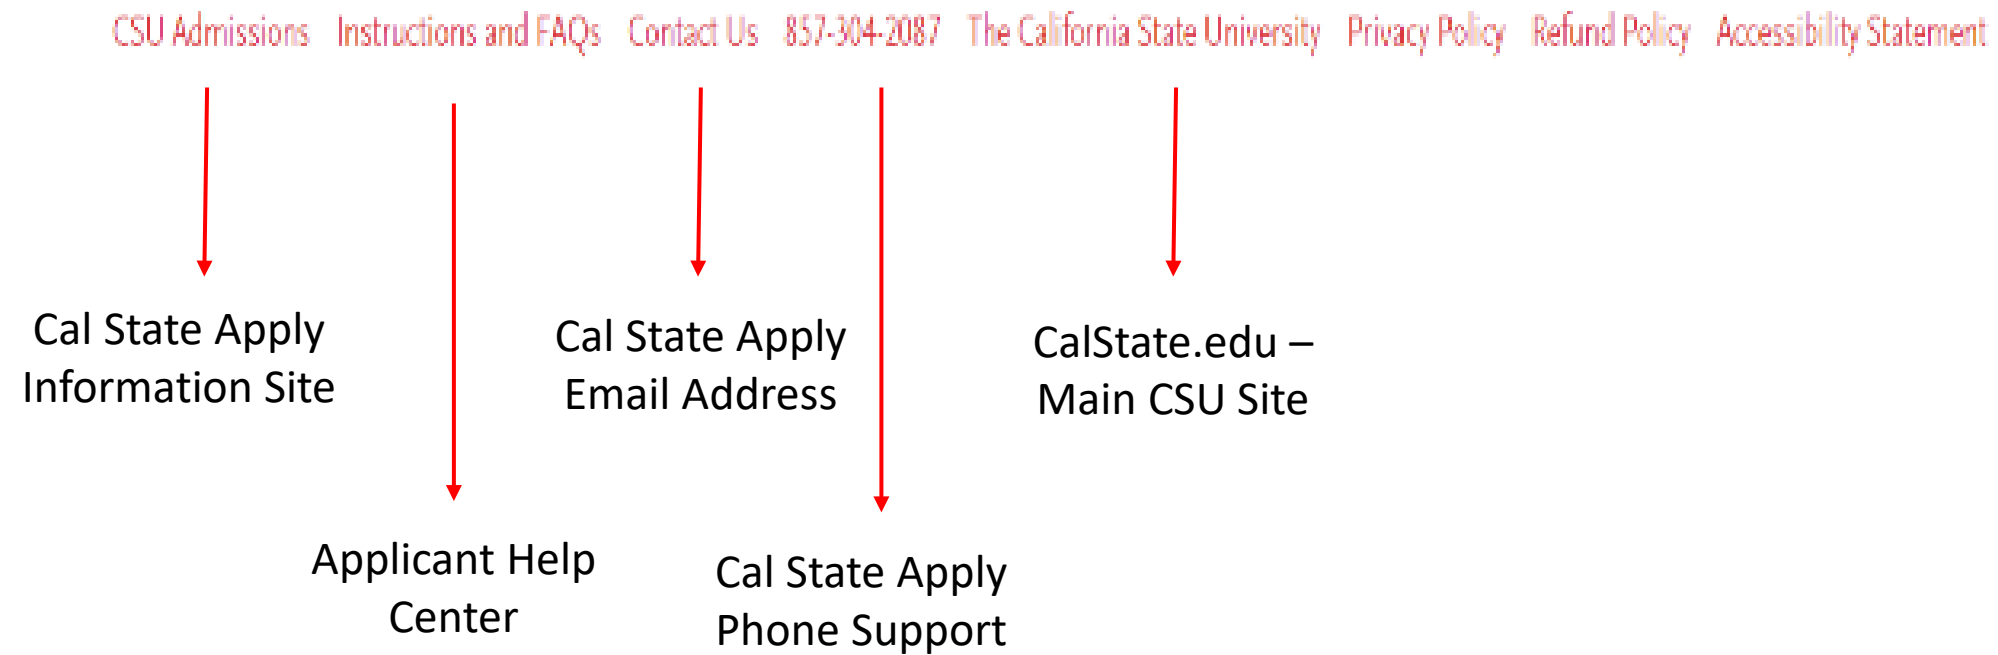 CSU Admissions Instructions and FAQs Contact Us 857-304-2087 The California State University Privacy Policy Refund Policy Accessibility Statement
Cal State Apply
Information Site
Cal State Apply
Email Address
CalState.edu –
Main CSU Site
Applicant Help
Center
Cal State Apply
Phone Support